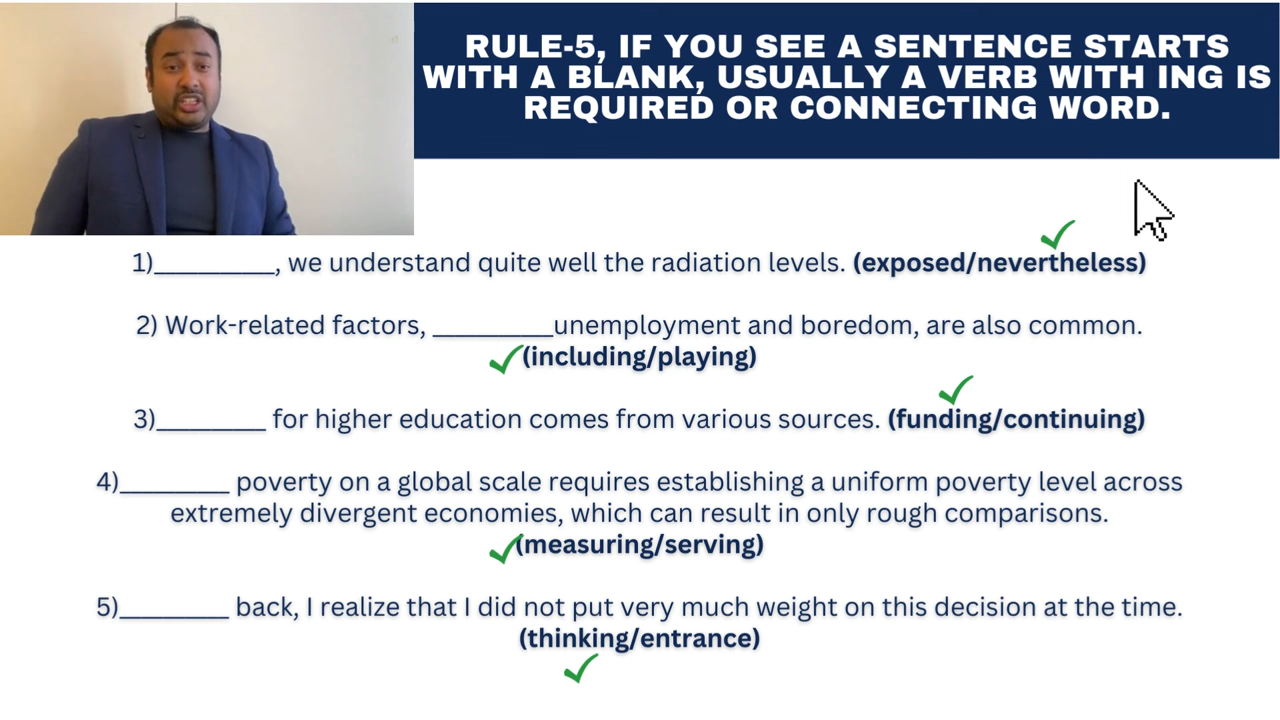 RULE-5, IF YOU SEE A SENTENCE STARTS
WITH A BLANK, USUALLY A VERB WITH ING IS
REQUIRED OR CONNECTING WORD.
1)_________, we understand quite well the radiation levels. (exposed/nevertheless)
2) Work-related factors, _________unemployment and boredom, are also common.
(including/playing)
3)________ for higher education comes from various sources. (funding/continuing)
4)________ poverty on a global scale requires establishing a uniform poverty level across
extremely divergent economies, which can result in only rough comparisons.
(measuring/serving)
5)________ back, I realize that I did not put very much weight on this decision at the time.
(thinking/entrance)